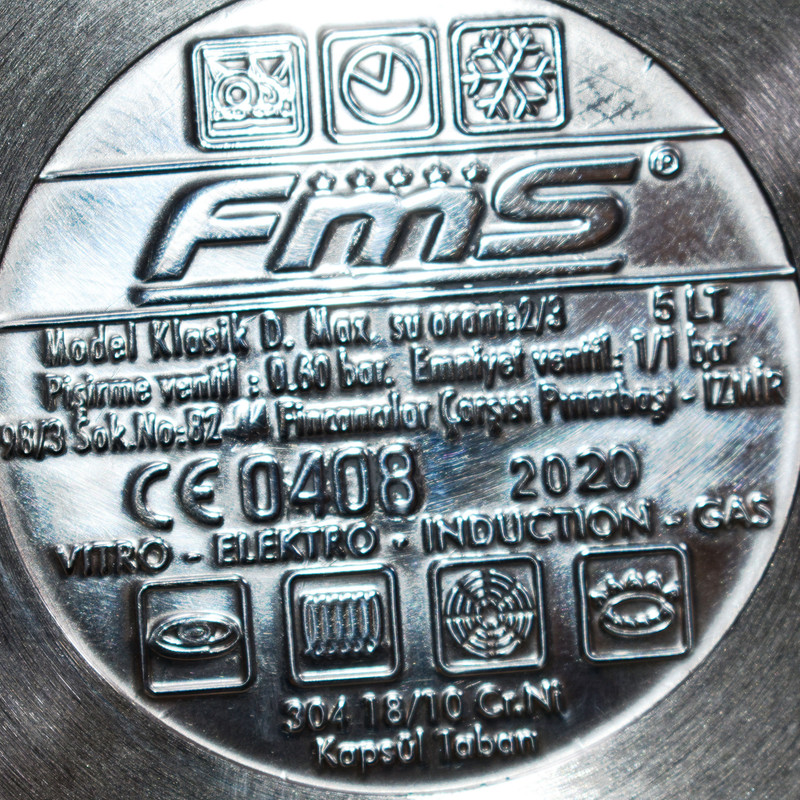 FmS®
Model Klasik D. Max. su oranı:2/3 5 LT
Pişirme ventil : 0.60 bar. Emniyet ventil: 1/1 bar
98/3 Sok.No:82-M Fincancılar Çarşısı Pınarbaşı - İZMİR
CE 0408 2020
VITRO - ELEKTRO - INDUCTION - GAS
304 18/10 Cr.Ni
Kapsül Taban